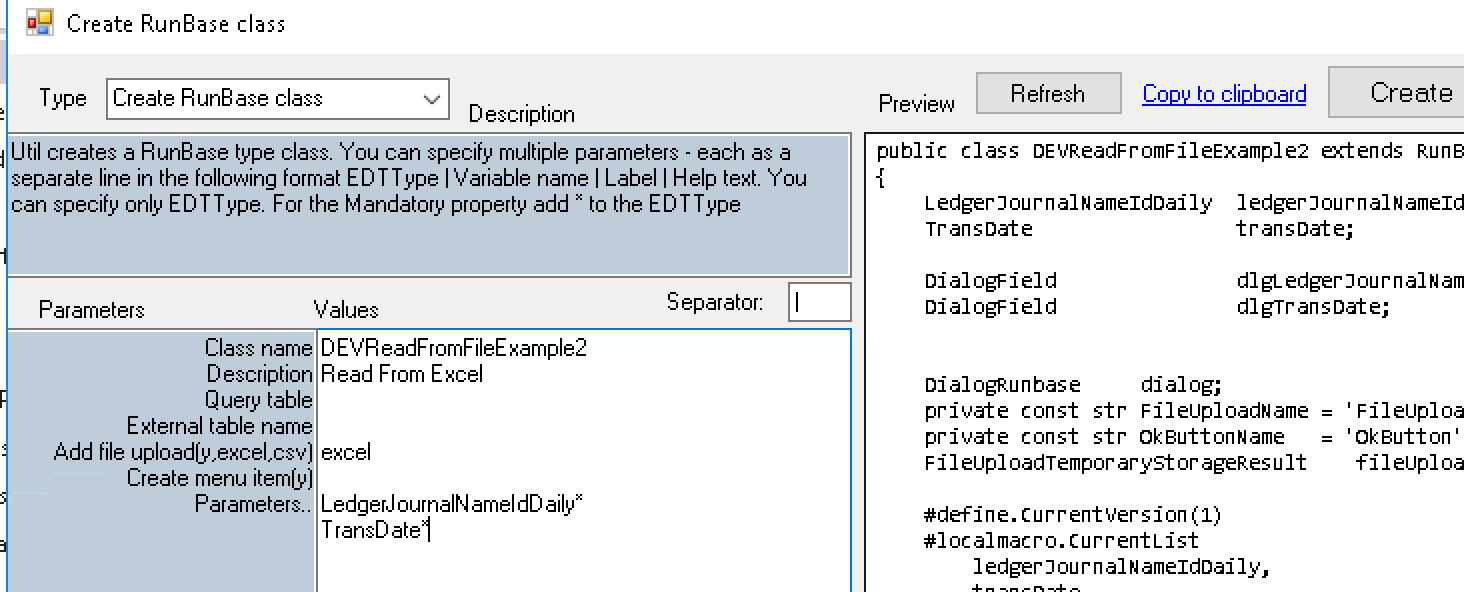 Create RunBase class
Type Create RunBase class Description
Util creates a RunBase type class. You can specify multiple parameters - each as a
separate line in the following format EDTType | Variable name | Label | Help text. You
can specify only EDTType. For the Mandatory property add * to the EDTType
Parameters Values Separator: |
Class name DEVReadFromFileExample2
Description Read From Excel
Query table
External table name
Add file upload(y,excel,csv) excel
Create menu item(y)
Parameters.. LedgerJournalNameIdDaily*
TransDate*
Preview Refresh Copy to clipboard Create
public class DEVReadFromFileExample2 extends RunB
{
LedgerJournalNameIdDaily ledgerJournalNameId
TransDate transDate;
DialogField dlgLedgerJournalNam
DialogField dlgTransDate;
DialogRunbase dialog;
private const str FileUploadName = 'FileUploa
private const str OkButtonName = 'OkButton'
FileUploadTemporaryStorageResult fileUploa
#define.CurrentVersion(1)
#localmacro.CurrentList
ledgerJournalNameIdDaily,
transDate